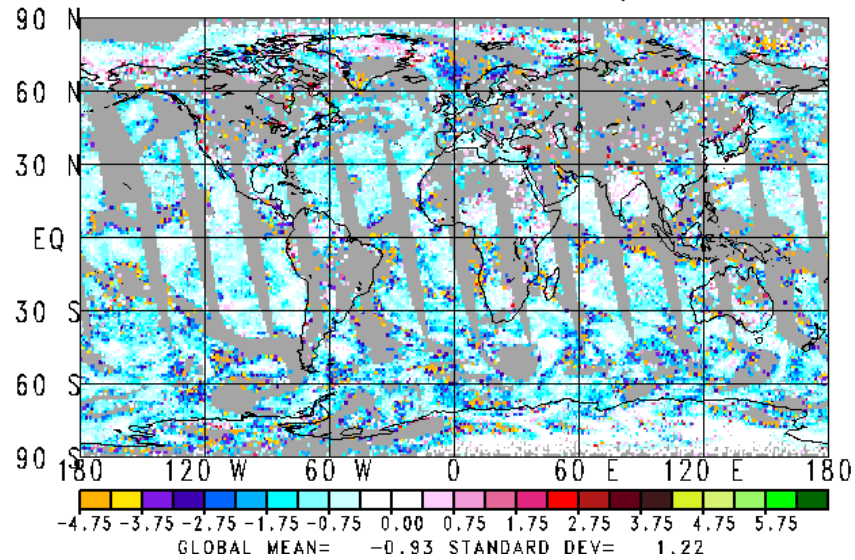 90 N
60 N
30 N
EQ
30 S
60 S
90 S
180 120 W 60 W 0 60 E 120 E 180
-4.75 -3.75 -2.75 -1.75 -0.75 0.00 0.75 1.75 2.75 3.75 4.75 5.75
GLOBAL MEAN= -0.93 STANDARD DEV= 1.22